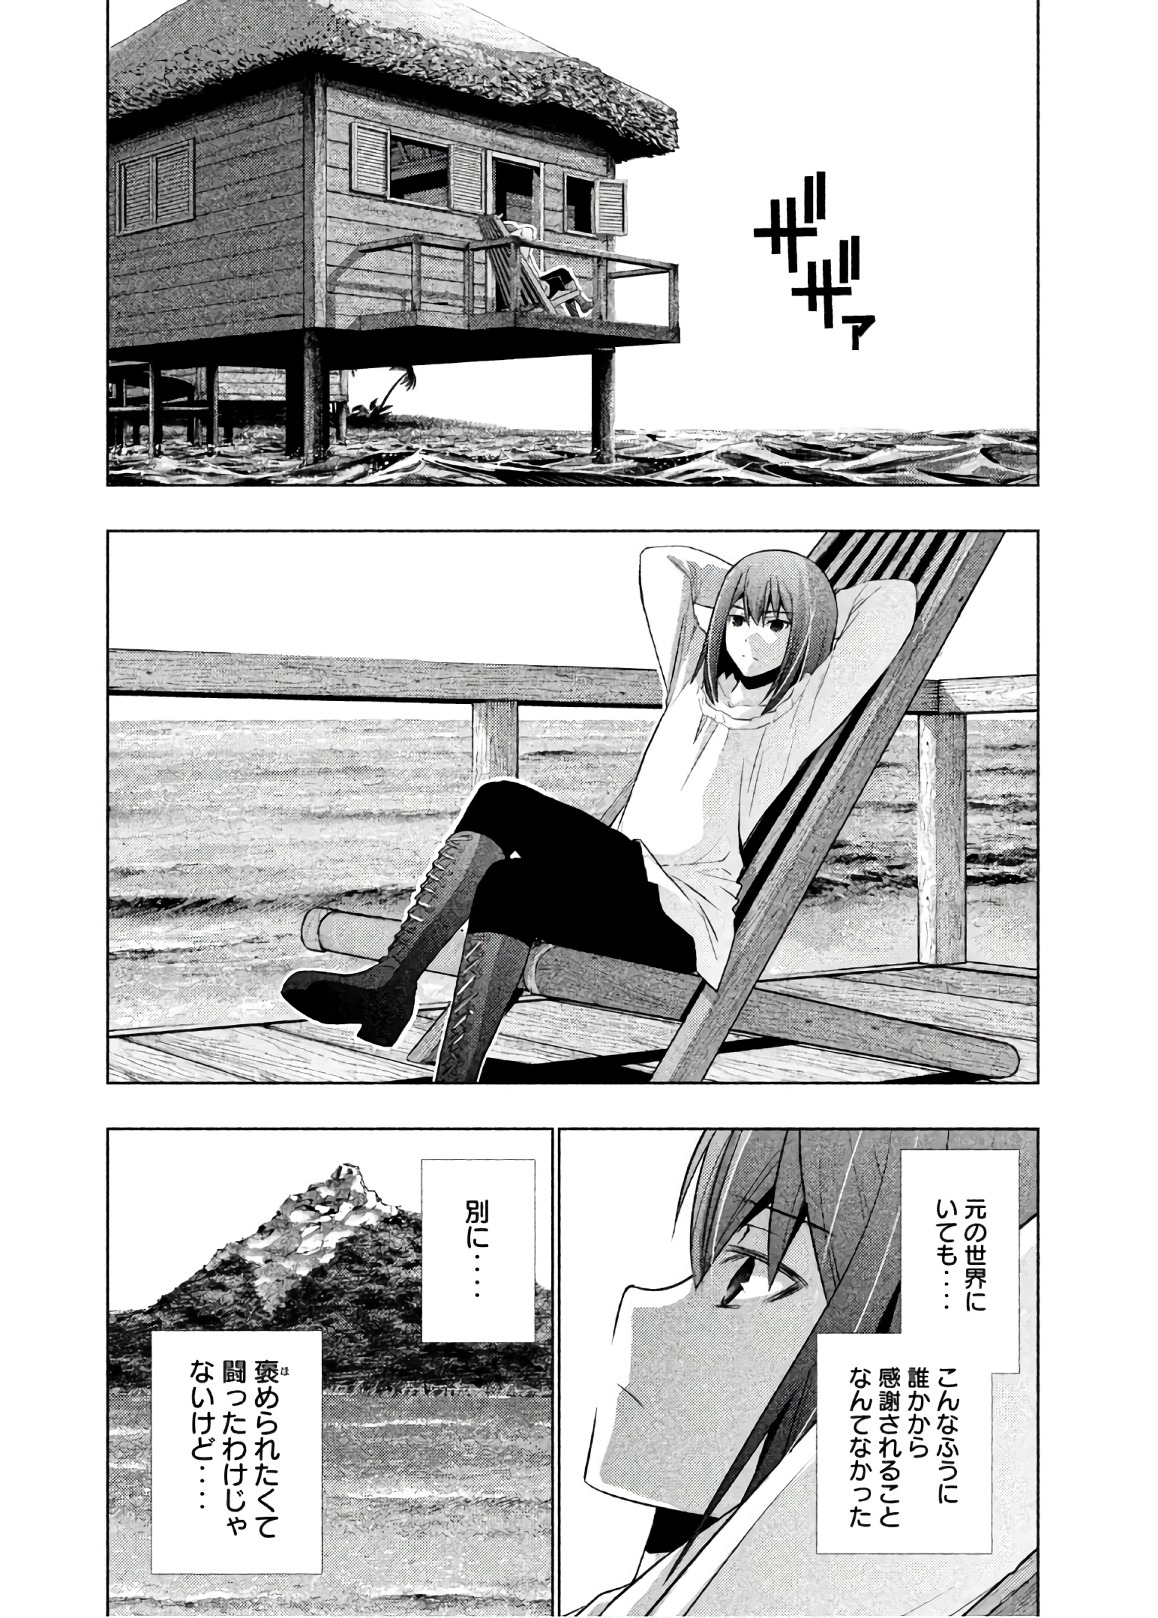 ザザァ
元の世界に
いても‥‥
こんなふうに
誰かから
感謝されること
なんてなかった
別に‥‥
褒められたくて
ほ
闘ったわけじゃ
ないけど‥‥